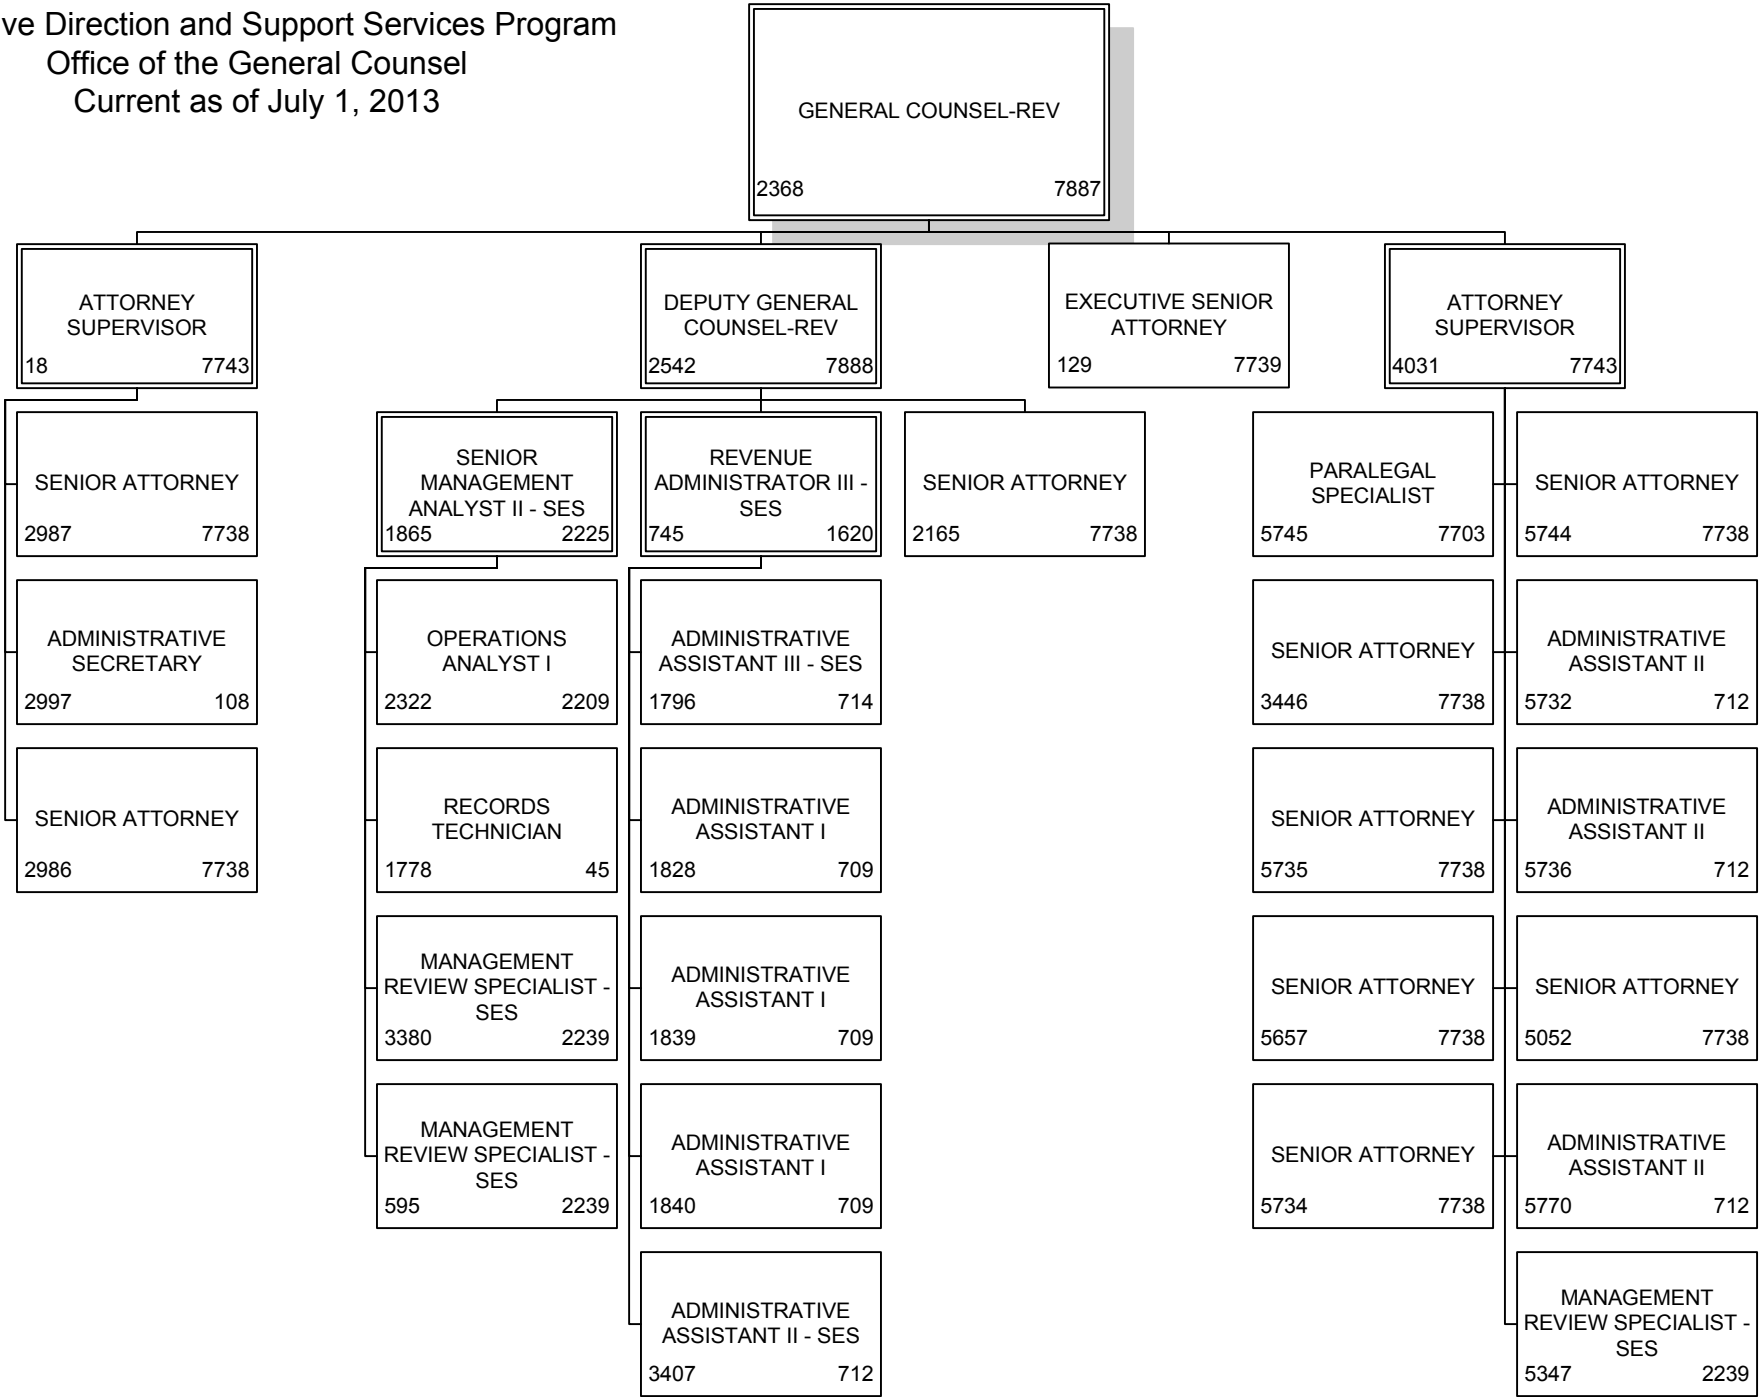 ve Direction and Support Services Program
Office of the General Counsel
Current as of July 1, 2013
GENERAL COUNSEL-REV
2368 7887
ATTORNEY
SUPERVISOR
18 7743
DEPUTY GENERAL
COUNSEL-REV
2542 7888
EXECUTIVE SENIOR
ATTORNEY
129 7739
ATTORNEY
SUPERVISOR
4031 7743
SENIOR ATTORNEY
2987 7738
ADMINISTRATIVE
SECRETARY
2997 108
SENIOR ATTORNEY
2986 7738
SENIOR
MANAGEMENT
ANALYST II - SES
1865 2225
OPERATIONS
ANALYST I
2322 2209
RECORDS
TECHNICIAN
1778 45
MANAGEMENT
REVIEW SPECIALIST -
SES
3380 2239
MANAGEMENT
REVIEW SPECIALIST -
SES
595 2239
REVENUE
ADMINISTRATOR III -
SES
745 1620
ADMINISTRATIVE
ASSISTANT III - SES
1796 714
ADMINISTRATIVE
ASSISTANT I
1828 709
ADMINISTRATIVE
ASSISTANT I
1839 709
ADMINISTRATIVE
ASSISTANT I
1840 709
ADMINISTRATIVE
ASSISTANT II - SES
3407 712
SENIOR ATTORNEY
2165 7738
PARALEGAL
SPECIALIST
5745 7703
SENIOR ATTORNEY
5744 7738
SENIOR ATTORNEY
3446 7738
ADMINISTRATIVE
ASSISTANT II
5732 712
SENIOR ATTORNEY
5735 7738
ADMINISTRATIVE
ASSISTANT II
5736 712
SENIOR ATTORNEY
5657 7738
SENIOR ATTORNEY
5052 7738
SENIOR ATTORNEY
5734 7738
ADMINISTRATIVE
ASSISTANT II
5770 712
MANAGEMENT
REVIEW SPECIALIST -
SES
5347 2239